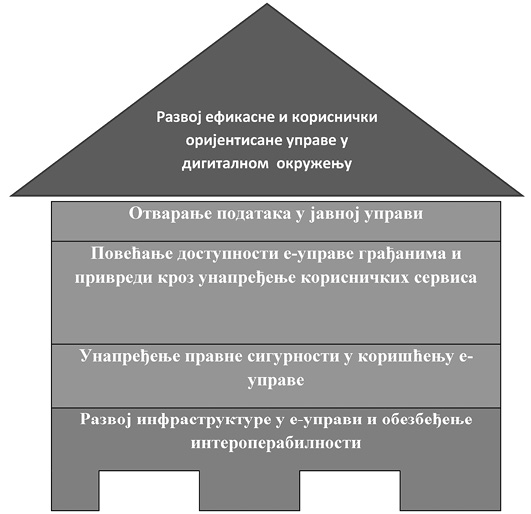 Развој ефикасне и кориснички
оријентисане управе у
дигиталном окружењу
Отварање података у јавној управи
Повећање доступности е-управе грађанима и
привреди кроз унапређење корисничких сервиса
Унапређење правне сигурности у коришћењу е-
управе
Развој инфраструктуре у е-управи и обезбеђење
интероперабилности